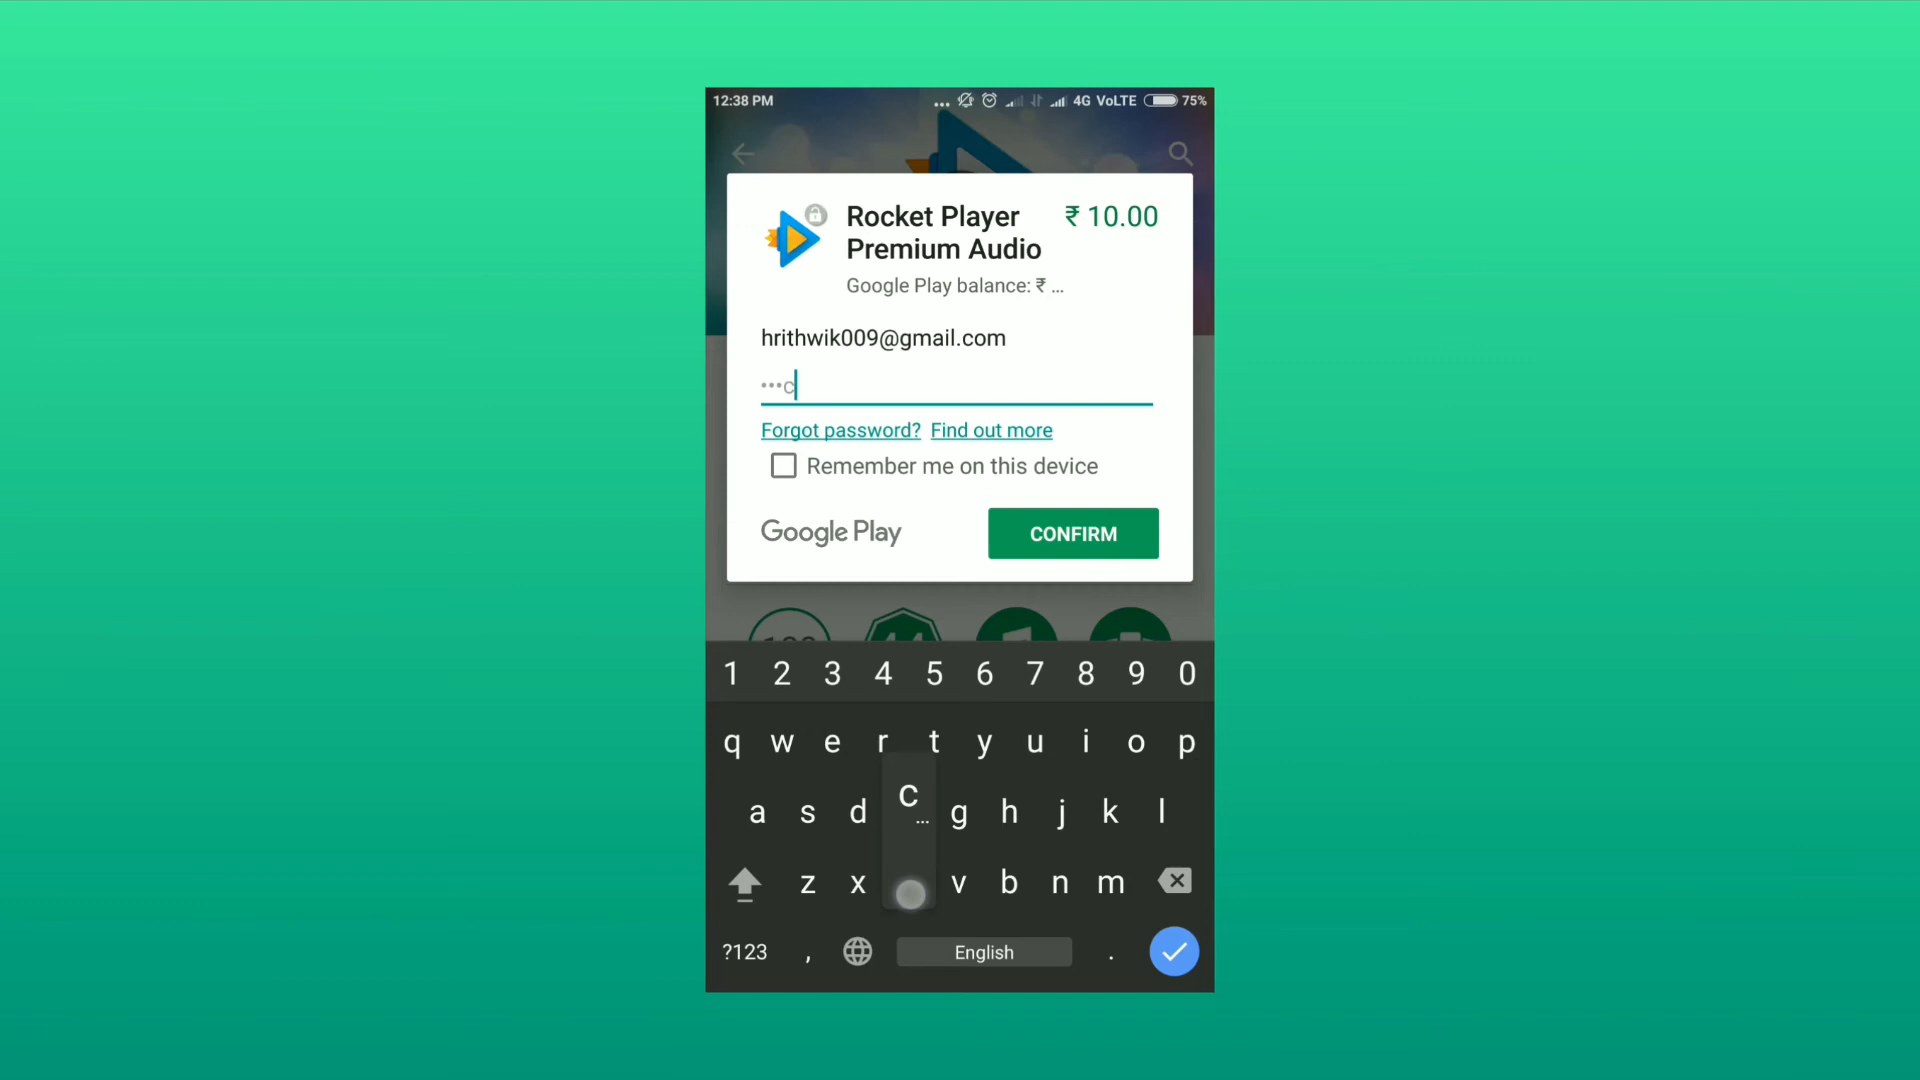 12:38 PM
4G VoLTE 75%
Rocket Player ₹ 10.00
Premium Audio
Google Play balance: ₹ ...
hrithwik009@gmail.com
•••c
Forgot password? Find out more
Remember me on this device
Google Play CONFIRM
1 2 3 4 5 6 7 8 9 0
q w e r t y u i o p
a s d c... g h j k l
z x v b n m
?123 , English .